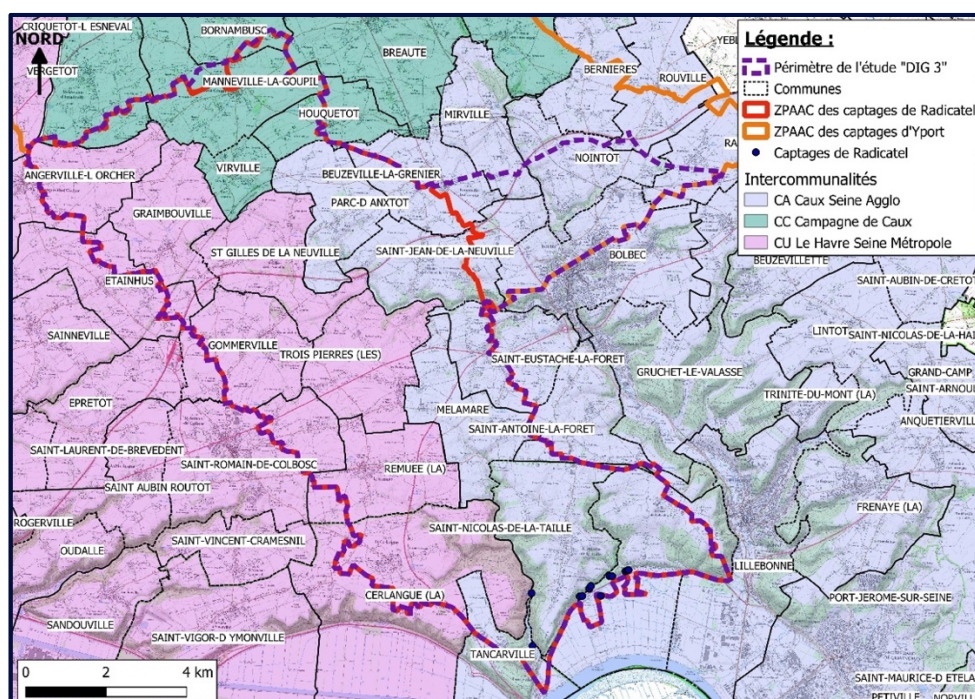 CRIQUETOT-L ESNEVAL
NORD
BORNAMBUSC
VERGETOT
MANNEVILLE-LA-GOUPIL
BREAUTE
BERNIERES
ROUVILLE
YEBL
HOUQUETOT
MIRVILLE
NOINTOT
RA
ANGERVILLE-L ORCHER
VIRVILLE
BEUZEVILLE-LA-GRENIER
PARC-D ANXTOT
GRAIMBOUVILLE
ST GILLES DE LA NEUVILLE
SAINT-JEAN-DE-LA-NEUVILLE
BOLBEC
BEUZEVILLETTE
ETAINHUS
SAINT-AUBIN-DE-CRETOT
SAINNEVILLE
GOMMERVILLE
TROIS PIERRES (LES)
SAINT-EUSTACHE-LA-FORET
LINTOT
SAINT-NICOLAS-DE-LA-HAI
GRUCHET-LE-VALASSE
GRAND-CAMP
SAINT-ARNOUL
EPRETOT
MELAMARE
TRINITE-DU-MONT (LA)
ANQUETIERVILLE
SAINT-ANTOINE-LA-FORET
SAINT-LAURENT-DE-BREVEDENT
SAINT-ROMAIN-DE-COLBOSC
REMUEE (LA)
SAINT AUBIN ROUTOT
FRENAYE (LA)
ROGERVILLE
SAINT-NICOLAS-DE-LA-TAILLE
OUDALLE
SAINT-VINCENT-CRAMESNIL
LILLEBONNE
CERLANGUE (LA)
PORT-JEROME-SUR-SEINE
SANDOUVILLE
SAINT-VIGOR-D YMONVILLE
TANCARVILLE
SAINT-MAURICE-D ETELA
PETIVILLE
NORVIL
0 2 4 km
Légende :
Périmètre de l'étude "DIG 3"
Communes
ZPAAC des captages de Radicatel
ZPAAC des captages d'Yport
Captages de Radicatel
Intercommunalités
CA Caux Seine Agglo
CC Campagne de Caux
CU Le Havre Seine Métropole